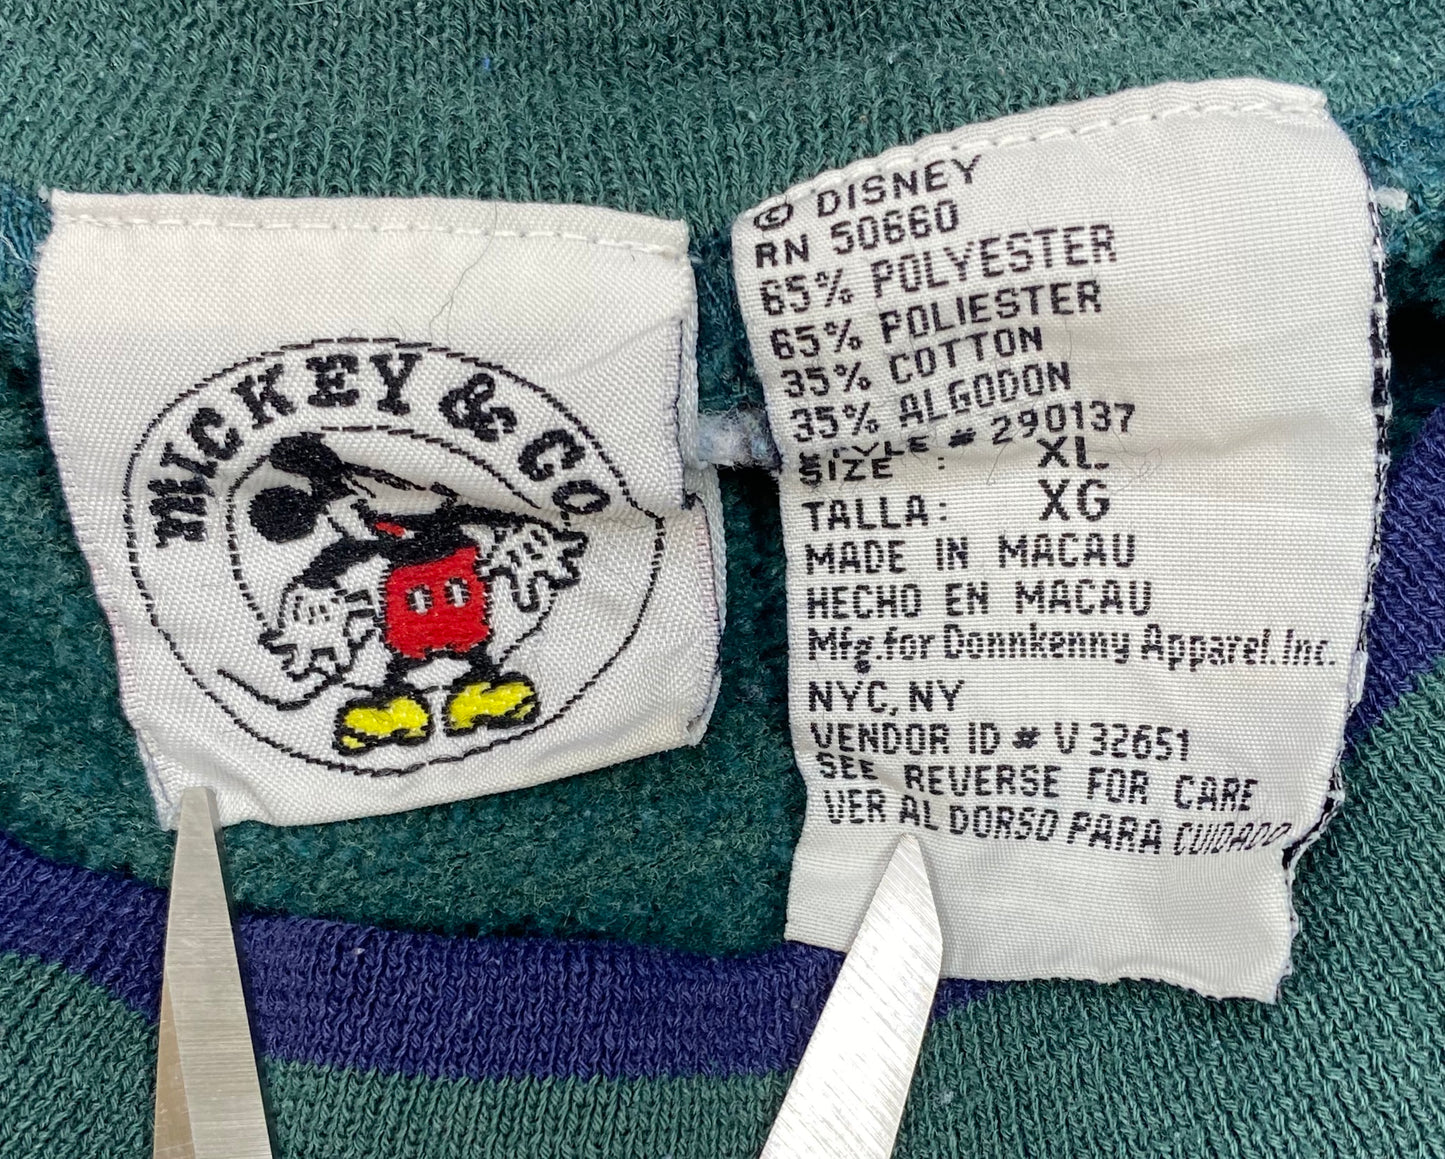 MICKEY & CO
© DISNEY
RN 50660
65% POLYESTER
65% POLIESTER
35% COTTON
35% ALGODON
STYLE # 290137
SIZE : XL
TALLA: XG
MADE IN MACAU
HECHO EN MACAU
Mfg.for Donnkenny Apparel.Inc.
NYC, NY
VENDOR ID # V 32651
SEE REVERSE FOR CARE
VER AL DORSO PARA CUIDADO